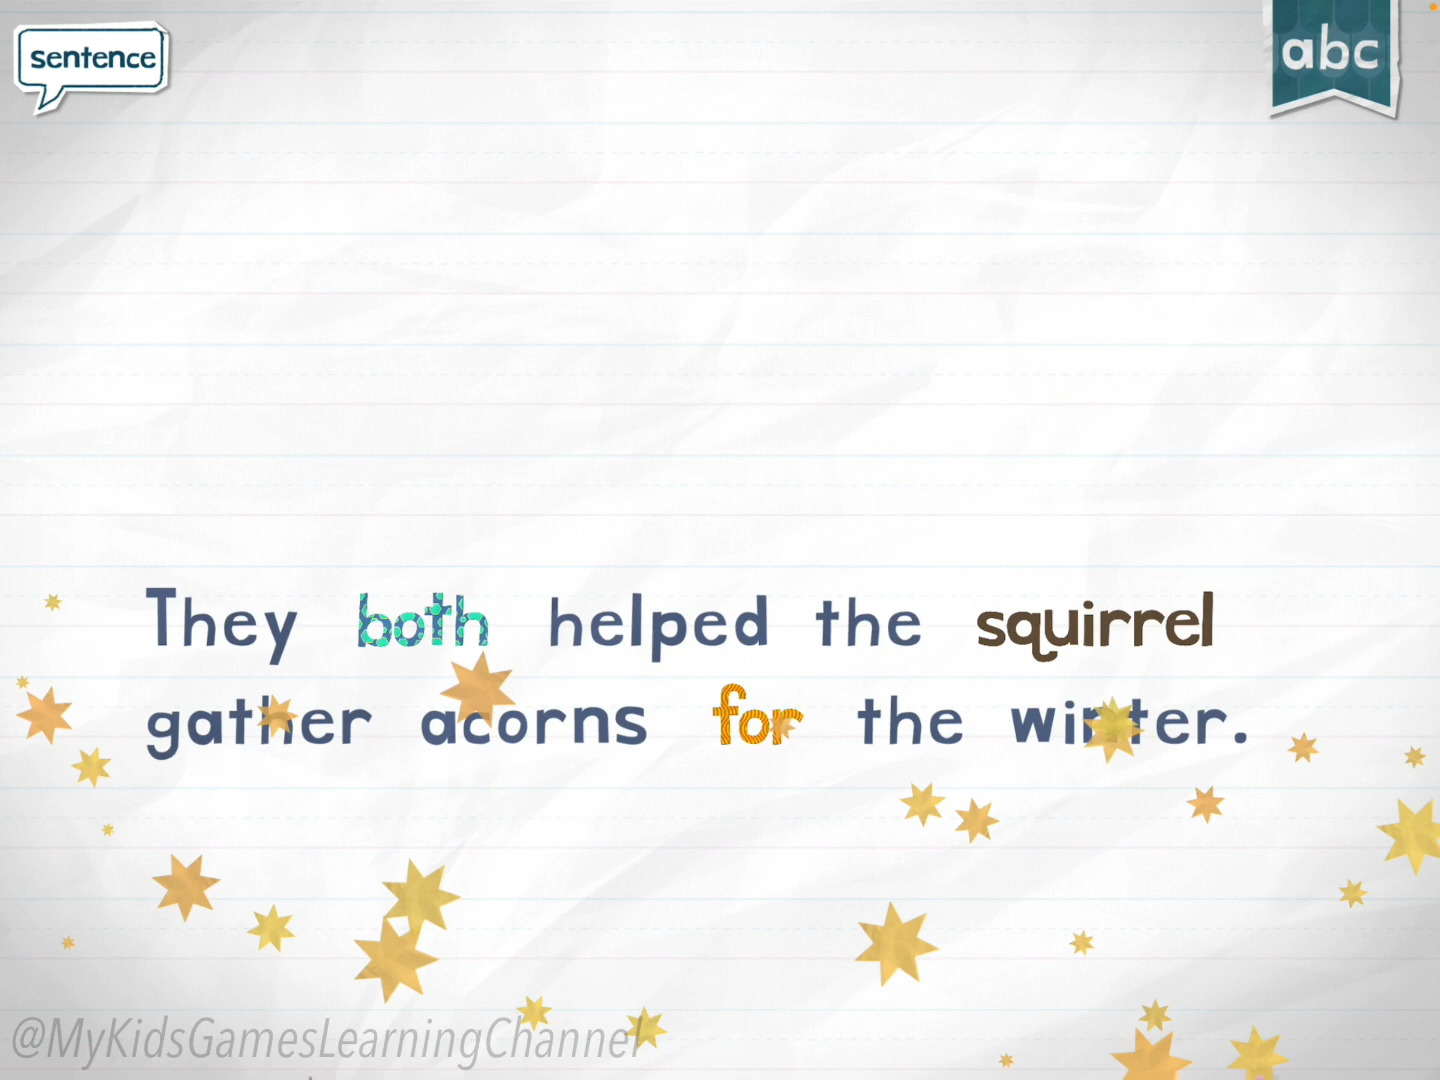 sentence
abc
They both helped the squirrel
gather acorns for the winter.
@MyKidsGamesLearningChannel